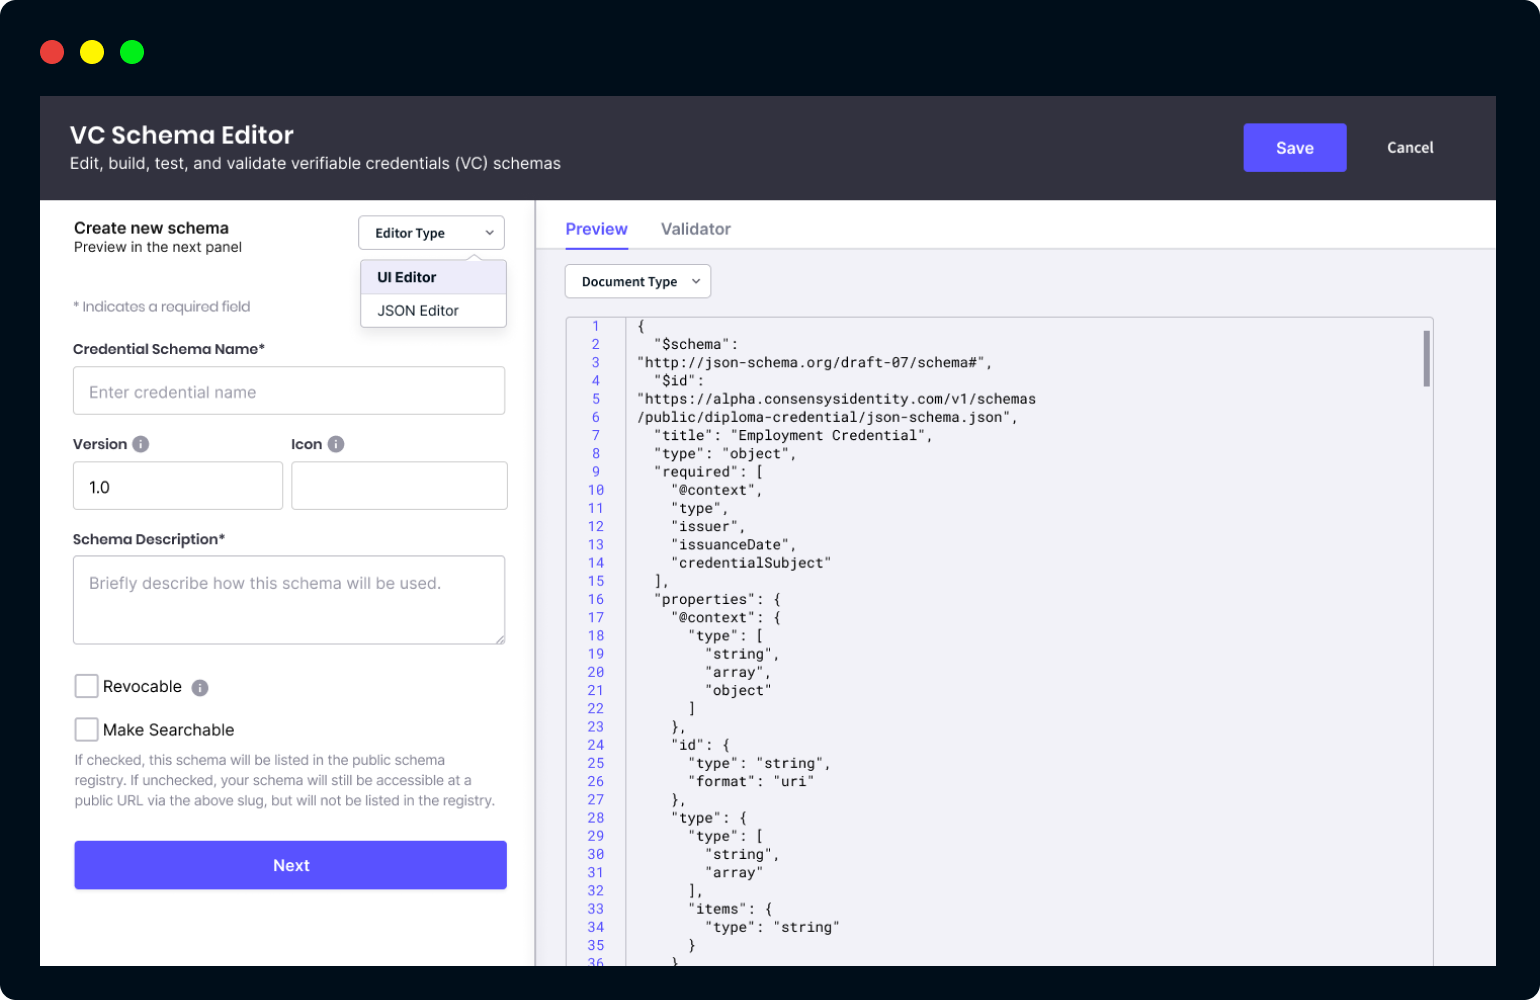 VC Schema Editor
Edit, build, test, and validate verifiable credentials (VC) schemas
Save
Cancel
Create new schema
Preview in the next panel
Editor Type
UI Editor
JSON Editor
* Indicates a required field
Credential Schema Name*
Enter credential name
Version
Icon
1.0
Schema Description*
Briefly describe how this schema will be used.
Revocable
Make Searchable
If checked, this schema will be listed in the public schema
registry. If unchecked, your schema will still be accessible at a
public URL via the above slug, but will not be listed in the registry.
Next
Preview Validator
Document Type
1 {
2 "$schema":
3 "http://json-schema.org/draft-07/schema#",
4 "$id":
5 "https://alpha.consensysidentity.com/v1/schemas
6 /public/diploma-credential/json-schema.json",
7 "title": "Employment Credential",
8 "type": "object",
9 "required": [
10 "@context",
11 "type",
12 "issuer",
13 "issuanceDate",
14 "credentialSubject"
15 ],
16 "properties": {
17 "@context": {
18 "type": [
19 "string",
20 "array",
21 "object"
22 ]
23 },
24 "id": {
25 "type": "string",
26 "format": "uri"
27 },
28 "type": {
29 "type": [
30 "string",
31 "array"
32 ],
33 "items": {
34 "type": "string"
35 }
36 }